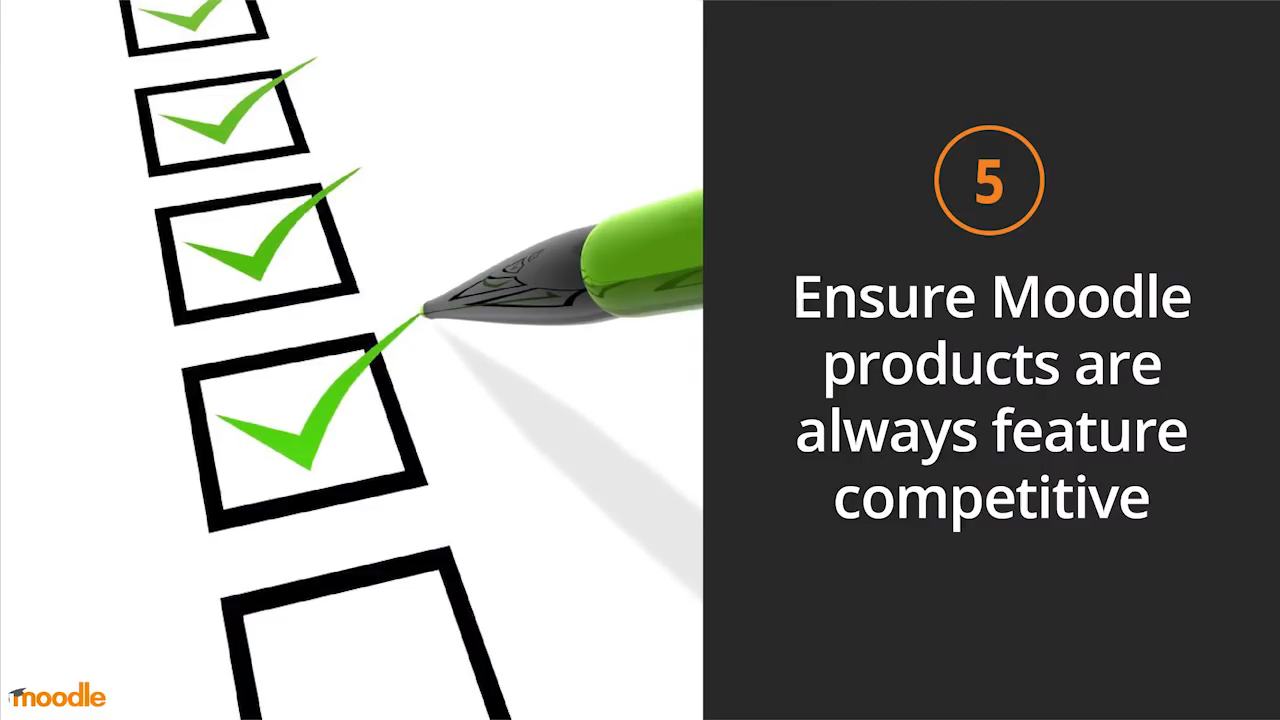 5
Ensure Moodle
products are
always feature
competitive
moodle